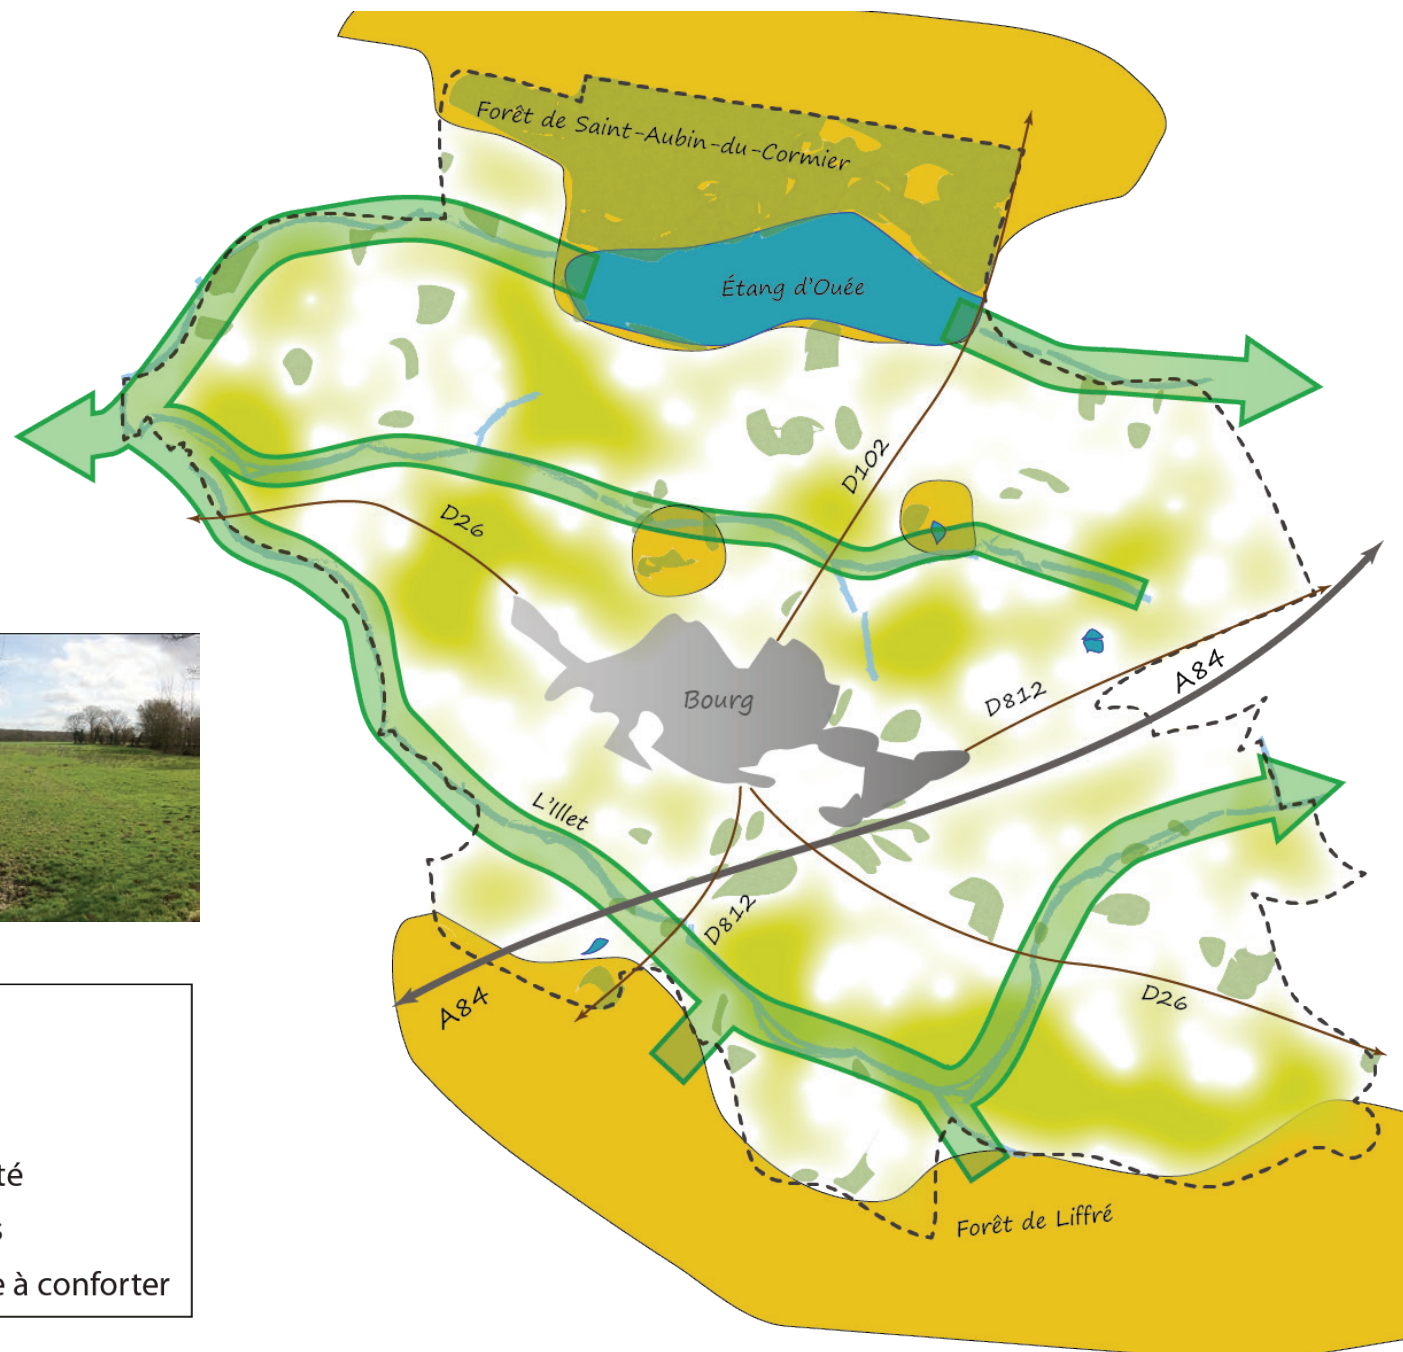 Forêt de Saint-Aubin-du-Cormier
Étang d'Ouée
D102
D26
Bourg
D812
A84
L'Illet
D812
A84
D26
Forêt de Liffré
à conforter